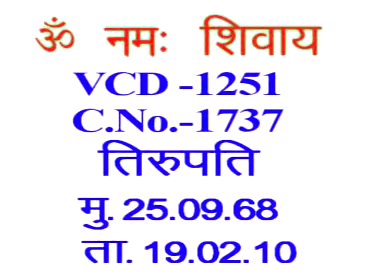 ॐ नमः शिवाय
VCD -1251
C.No.-1737
तिरुपति
मु. 25.09.68
ता. 19.02.10